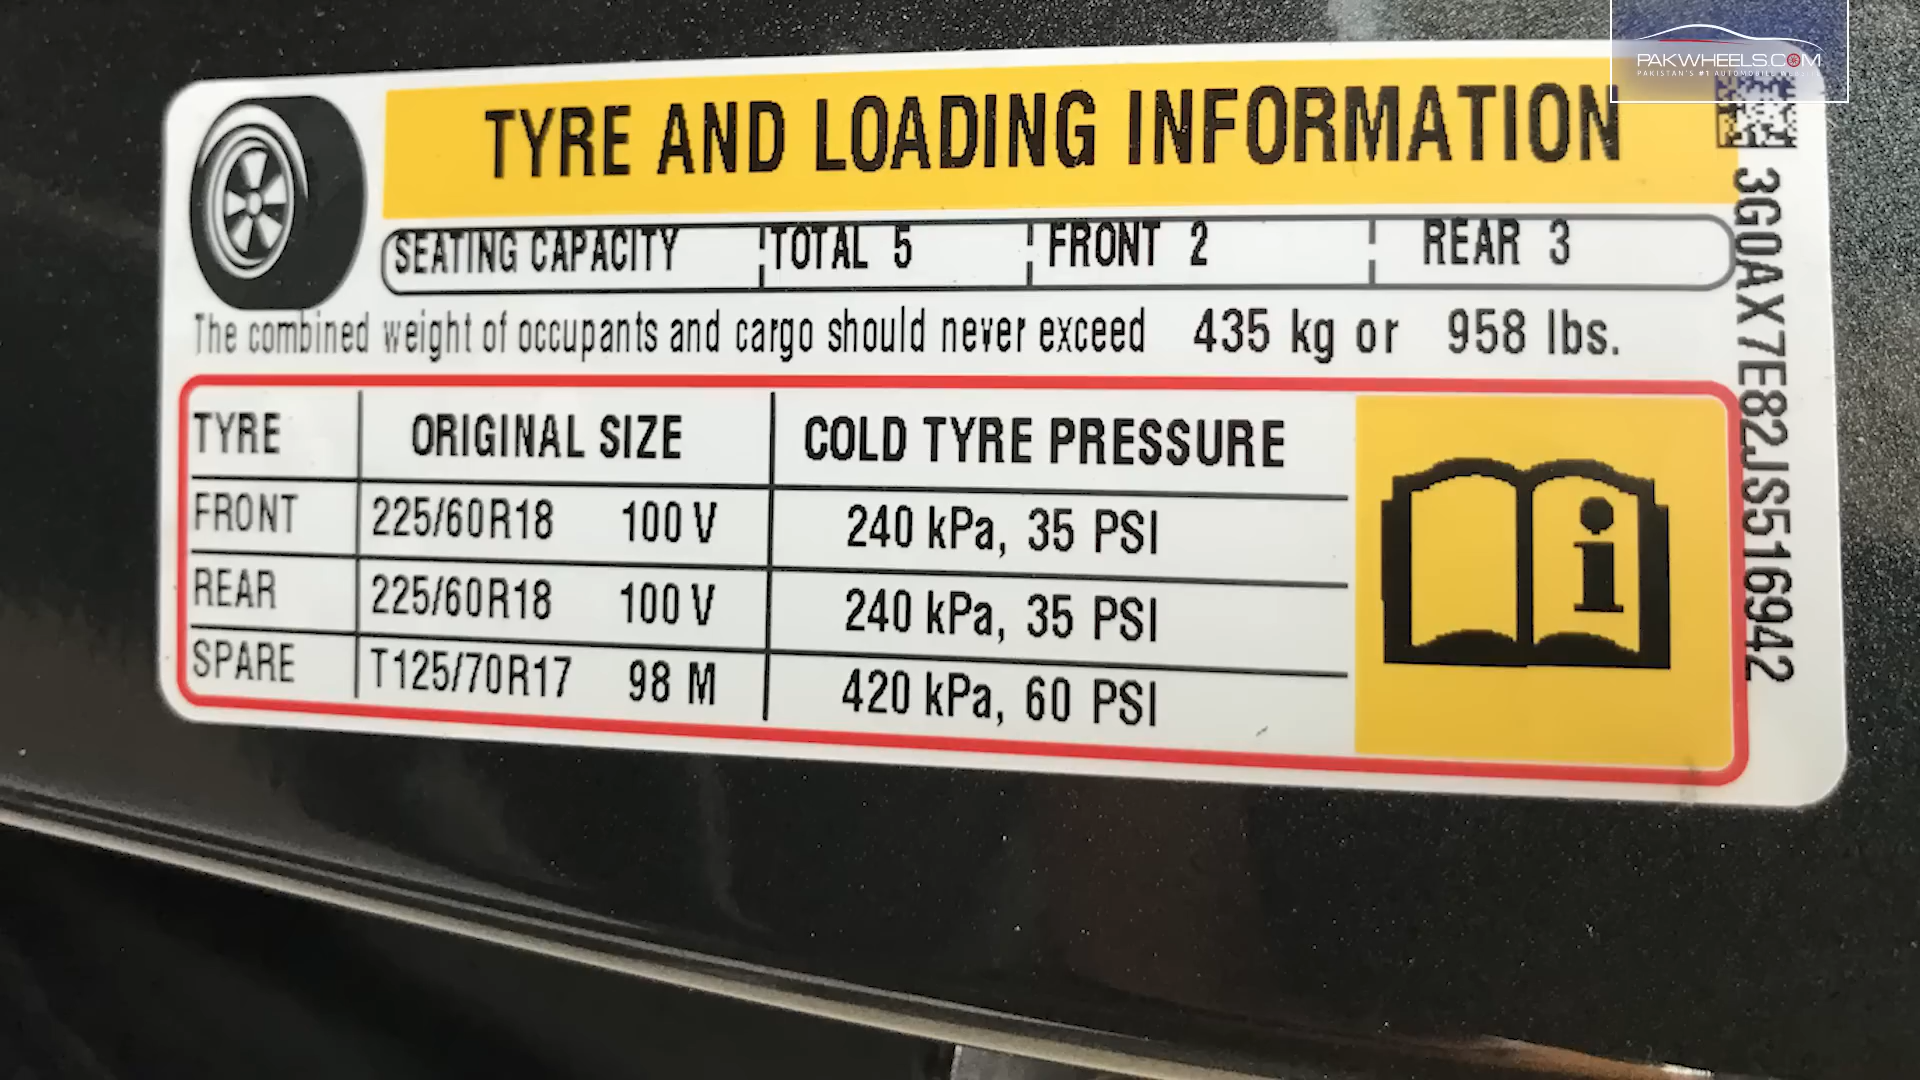 PAKWHEELS.COM
PAKISTAN'S #1 AUTOMOBILE
TYRE AND LOADING INFORMATION
SEATING CAPACITY TOTAL 5 FRONT 2 REAR 3
The combined weight of occupants and cargo should never exceed 435 kg or 958 lbs.
TYRE ORIGINAL SIZE COLD TYRE PRESSURE
FRONT 225/60R18 100 V 240 kPa, 35 PSI
REAR 225/60R18 100 V 240 kPa, 35 PSI
SPARE T125/70R17 98 M 420 kPa, 60 PSI
i
3G0AX7E82JS516942